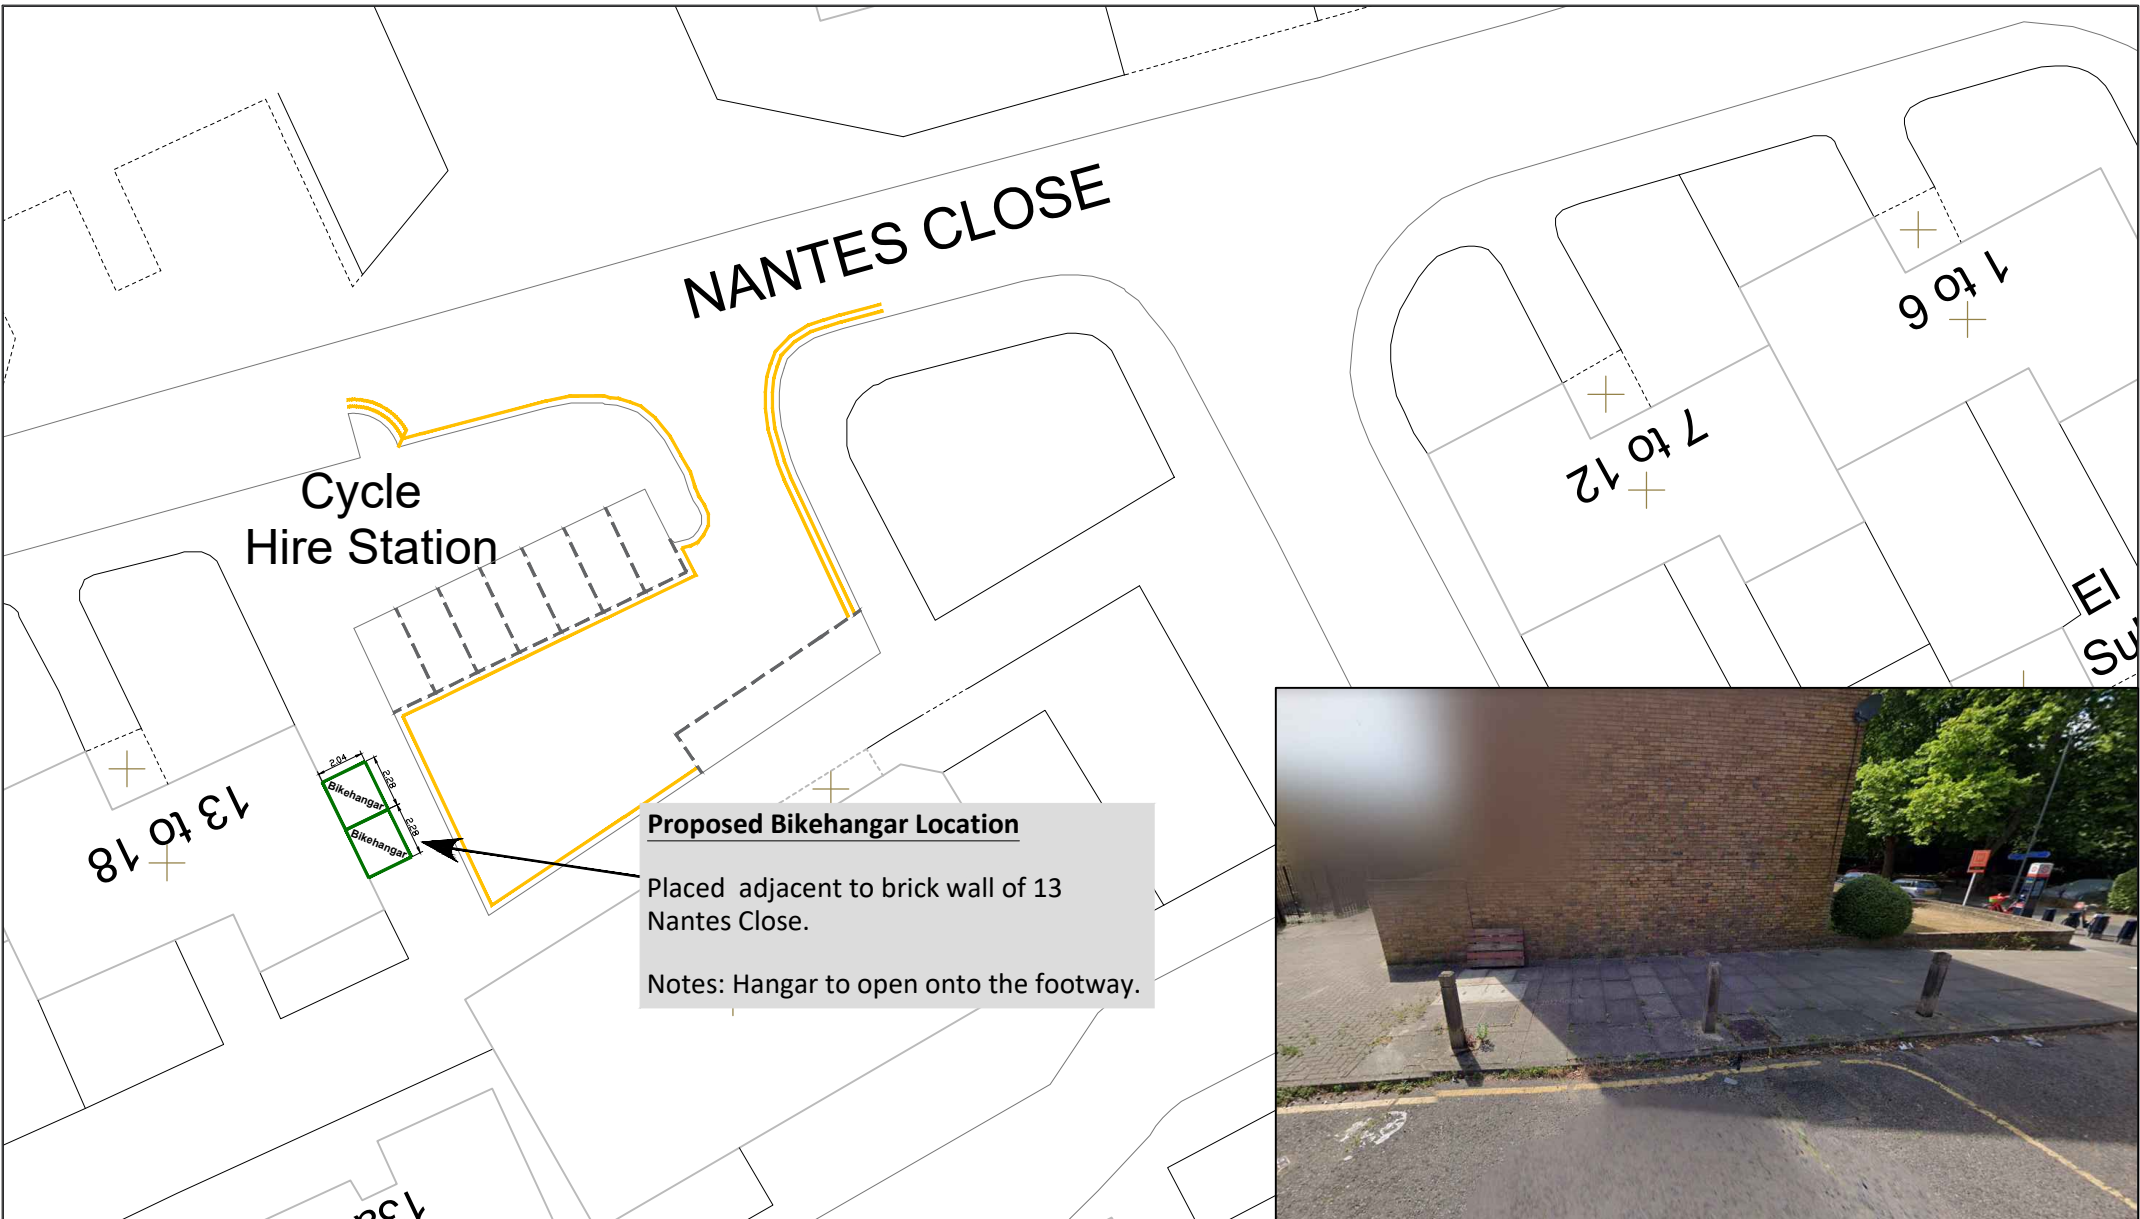 NANTES CLOSE
1 to 6
7 to 12
Cycle
Hire Station
El
2.04
2.28
Bikehangar
2.28
Bikehangar
13 to 18
Proposed Bikehangar Location
Placed  adjacent to brick wall of 13
Nantes Close.
Notes: Hangar to open onto the footway.